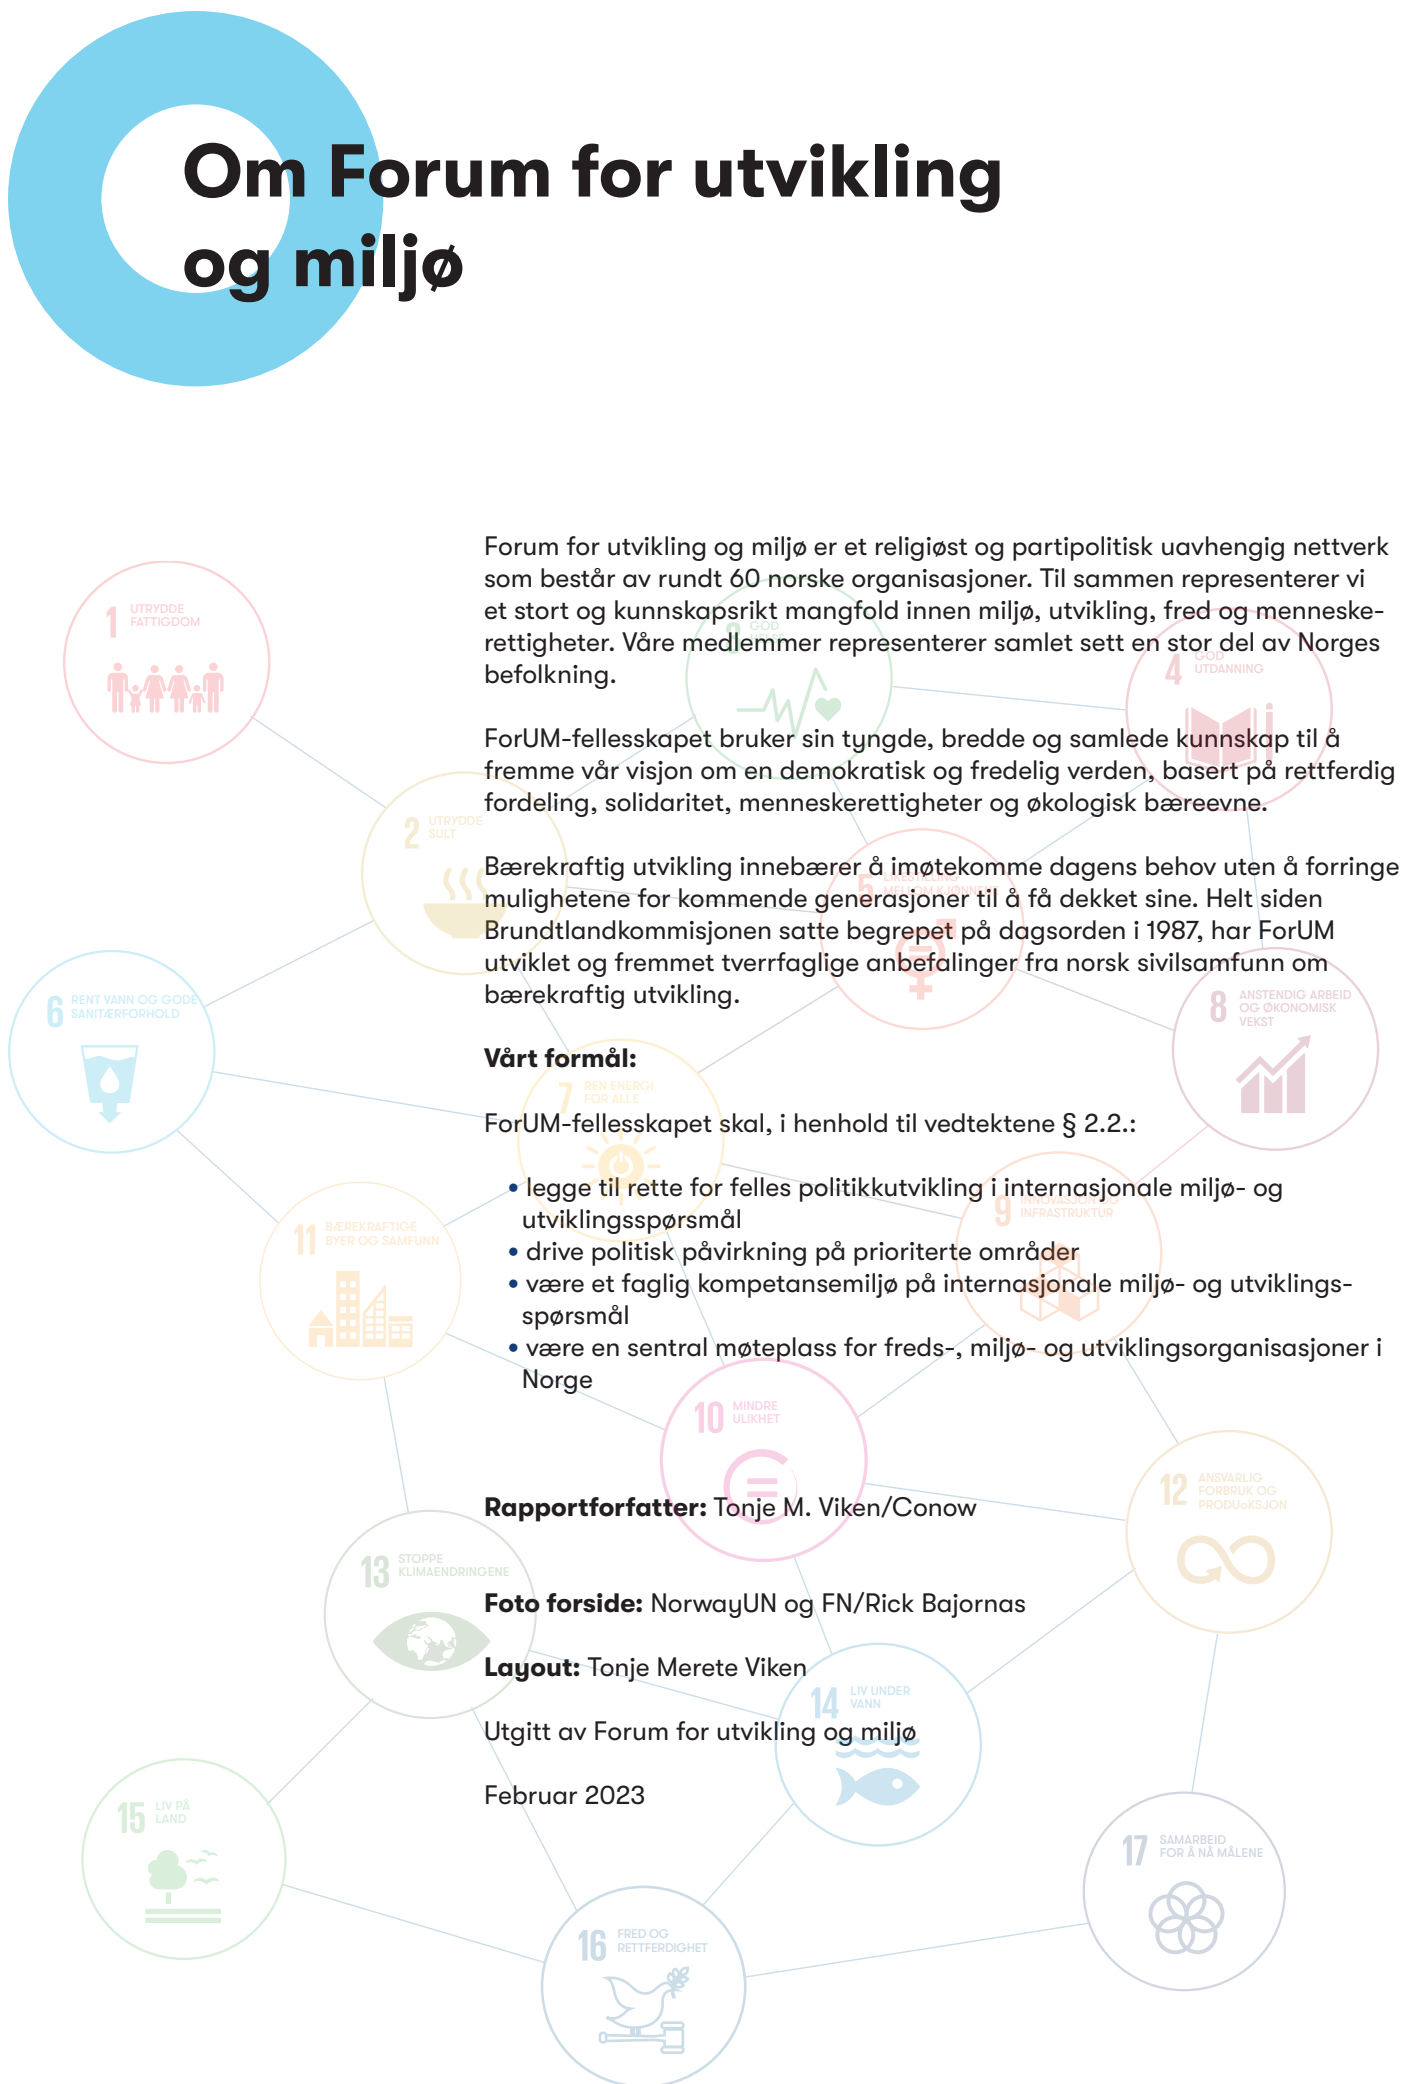 Om Forum for utvikling
og miljø
Forum for utvikling og miljø er et religiøst og partipolitisk uavhengig nettverk
som består av rundt 60 norske organisasjoner. Til sammen representerer vi
et stort og kunnskapsrikt mangfold innen miljø, utvikling, fred og menneske-
rettigheter. Våre medlemmer representerer samlet sett en stor del av Norges
befolkning.
ForUM-fellesskapet bruker sin tyngde, bredde og samlede kunnskap til å
fremme vår visjon om en demokratisk og fredelig verden, basert på rettferdig
fordeling, solidaritet, menneskerettigheter og økologisk bæreevne.
Bærekraftig utvikling innebærer å imøtekomme dagens behov uten å forringe
mulighetene for kommende generasjoner til å få dekket sine. Helt siden
Brundtlandkommisjonen satte begrepet på dagsorden i 1987, har ForUM
utviklet og fremmet tverrfaglige anbefalinger fra norsk sivilsamfunn om
bærekraftig utvikling.
Vårt formål:
ForUM-fellesskapet skal, i henhold til vedtektene § 2.2.:
• legge til rette for felles politikkutvikling i internasjonale miljø- og
utviklingsspørsmål
• drive politisk påvirkning på prioriterte områder
• være et faglig kompetansemiljø på internasjonale miljø- og utviklings-
spørsmål
• være en sentral møteplass for freds-, miljø- og utviklingsorganisasjoner i
Norge
Rapportforfatter: Tonje M. Viken/Conow
Foto forside: NorwayUN og FN/Rick Bajornas
Layout: Tonje Merete Viken
Utgitt av Forum for utvikling og miljø
Februar 2023
1 UTRYDDE
FATTIGDOM
2 UTRYDDE
SULT
3 GOD
HELSE
4 GOD
UTDANNING
5 LIKESTILLING
MELLOM KJØNNENE
6 RENT VANN OG GODE
SANITÆRFORHOLD
7 REN ENERGI
FOR ALLE
8 ANSTENDIG ARBEID
OG ØKONOMISK
VEKST
9 INNOVASJON OG
INFRASTRUKTUR
10 MINDRE
ULIKHET
11 BÆREKRAFTIGE
BYER OG SAMFUNN
12 ANSVARLIG
FORBRUK OG
PRODUoKSJON
13 STOPPE
KLIMAENDRINGENE
14 LIV UNDER
VANN
15 LIV PÅ
LAND
16 FRED OG
RETTFERDIGHET
17 SAMARBEID
FOR Å NÅ MÅLENE